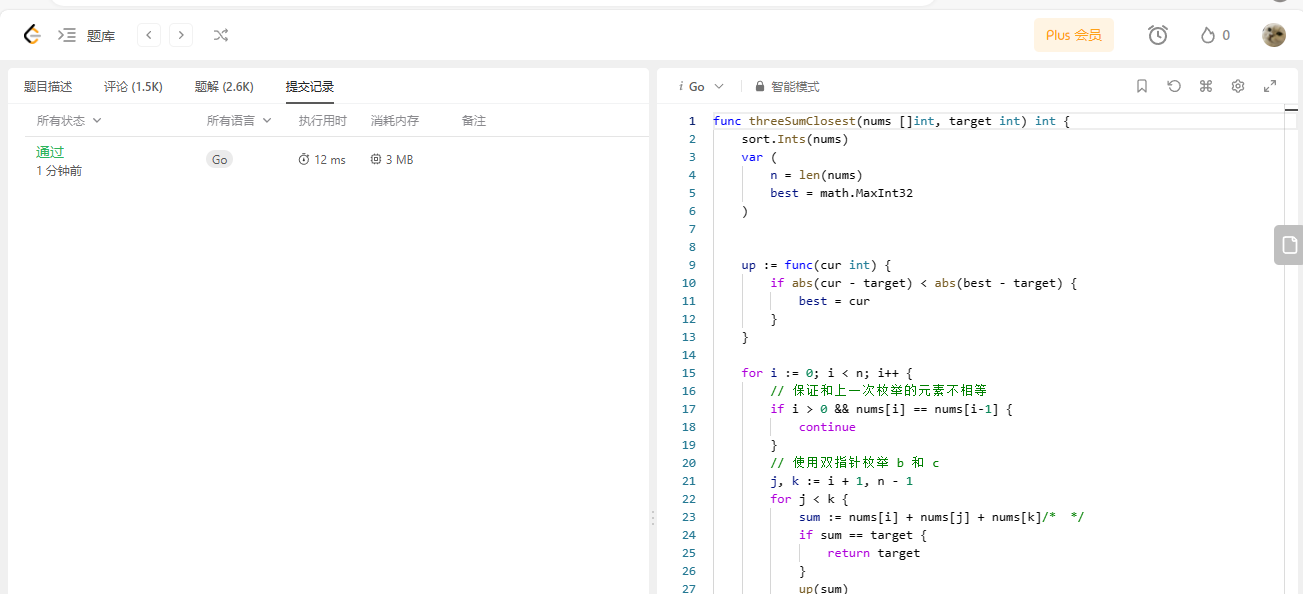 题库
Plus 会员
0
题目描述 评论 (1.5K) 题解 (2.6K) 提交记录
所有状态 所有语言 执行用时 消耗内存 备注
通过
1 分钟前
Go
12 ms
3 MB
i Go 智能模式
1 func threeSumClosest(nums []int, target int) int {
2 sort.Ints(nums)
3 var (
4 n = len(nums)
5 best = math.MaxInt32
6 )
7
8
9 up := func(cur int) {
10 if abs(cur - target) < abs(best - target) {
11 best = cur
12 }
13 }
14
15 for i := 0; i < n; i++ {
16 // 保证和上一次枚举的元素不相等
17 if i > 0 && nums[i] == nums[i-1] {
18 continue
19 }
20 // 使用双指针枚举 b 和 c
21 j, k := i + 1, n - 1
22 for j < k {
23 sum := nums[i] + nums[j] + nums[k]/*  */
24 if sum == target {
25 return target
26 }
27 up(sum)